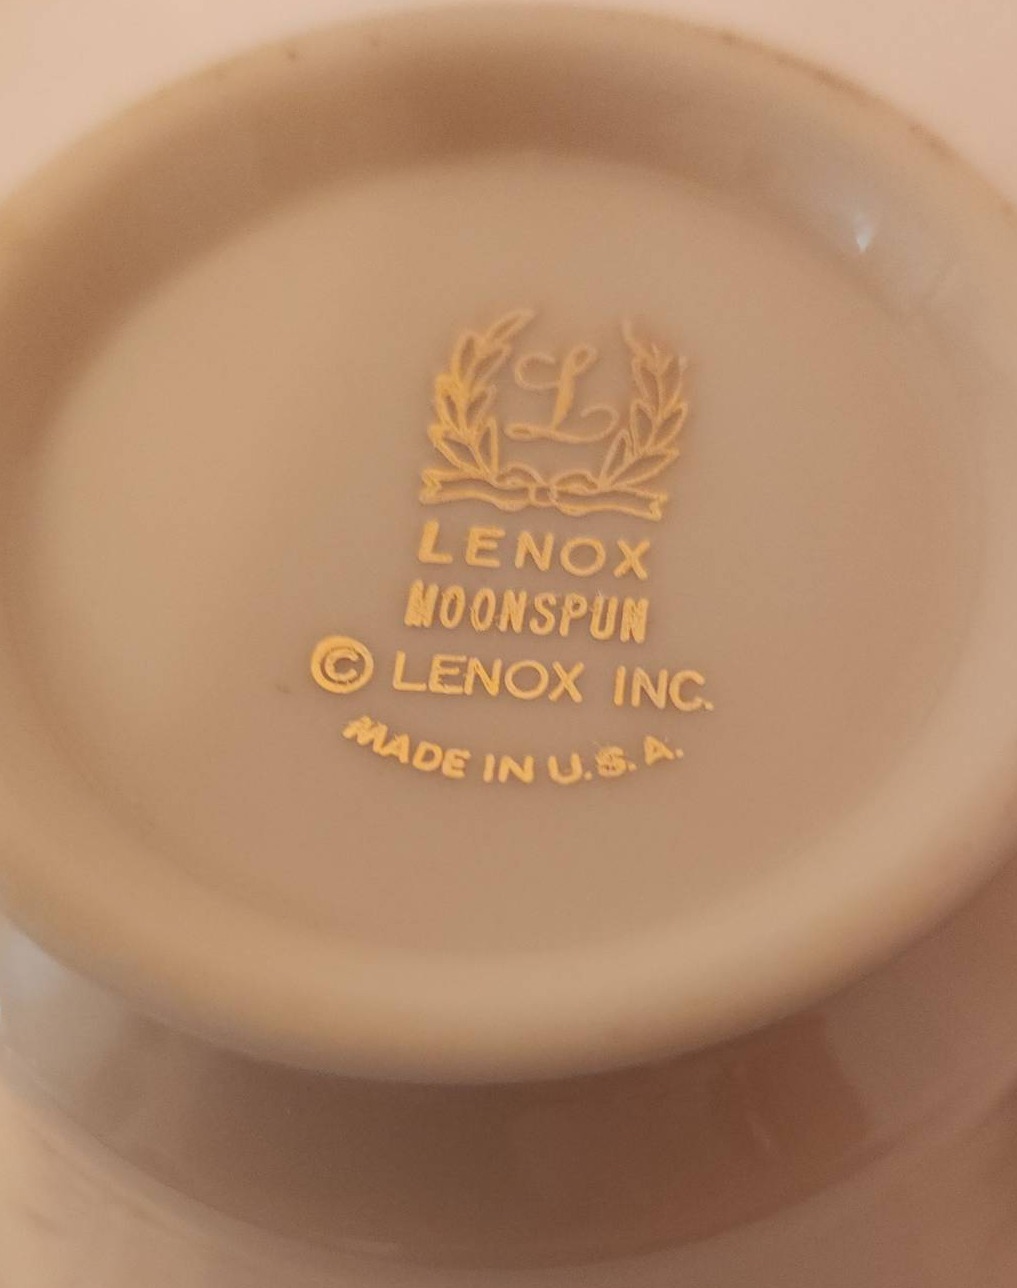 L
LENOX
MOONSPUN
© LENOX INC.
MADE IN U.S.A.